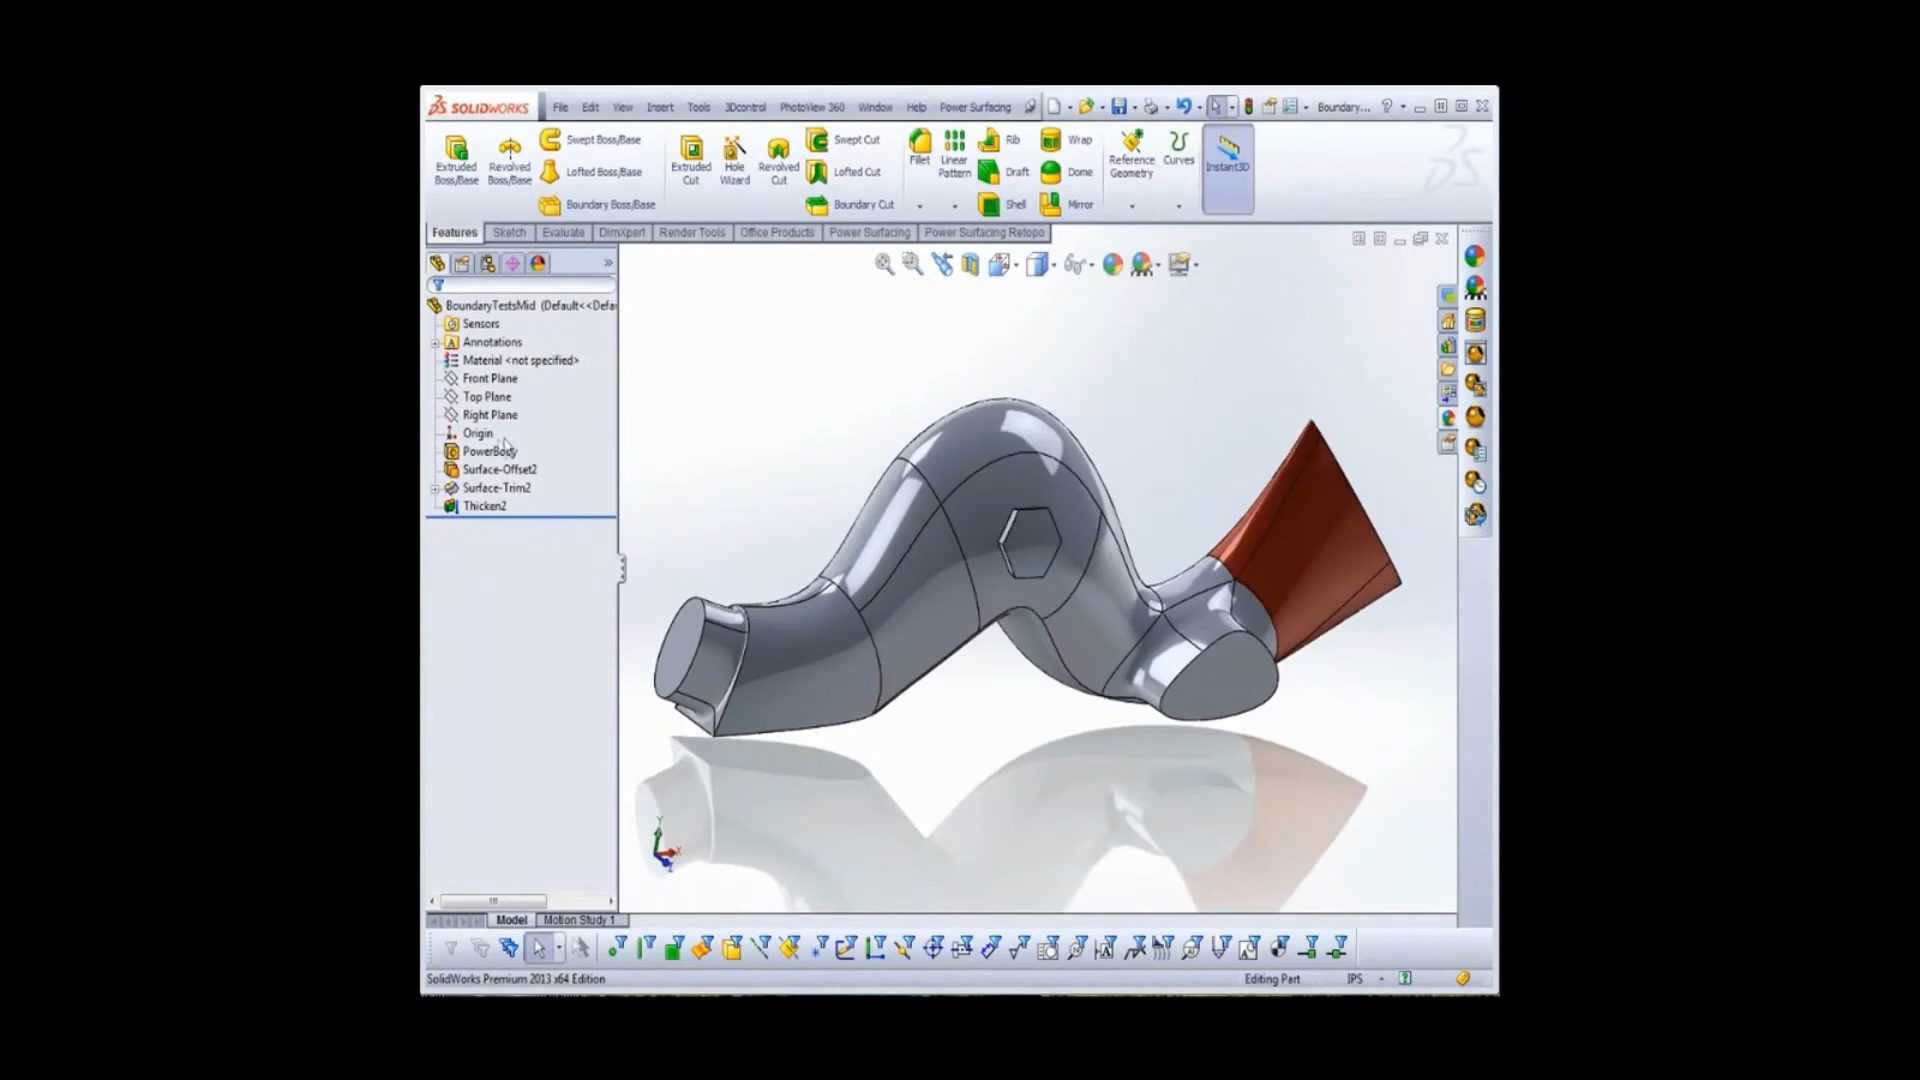 SOLIDWORKS File Edit View Insert Tools 3Dcontrol PhotoView 360 Window Help Power Surfacing Boundary...
Extruded Boss/Base
Revolved Boss/Base
Swept Boss/Base
Lofted Boss/Base
Boundary Boss/Base
Extruded Cut
Hole Wizard
Revolved Cut
Swept Cut
Lofted Cut
Boundary Cut
Fillet
Linear Pattern
Rib
Draft
Shell
Wrap
Dome
Mirror
Reference Geometry
Curves
Instant3D
Features Sketch Evaluate DimXpert Render Tools Office Products Power Surfacing Power Surfacing Retopo
BoundaryTestsMid (Default<<Defa
Sensors
Annotations
Material <not specified>
Front Plane
Top Plane
Right Plane
Origin
PowerBody
Surface-Offset2
Surface-Trim2
Thicken2
Y
X
Z
Model Motion Study 1
SolidWorks Premium 2013 x64 Edition Editing Part IPS